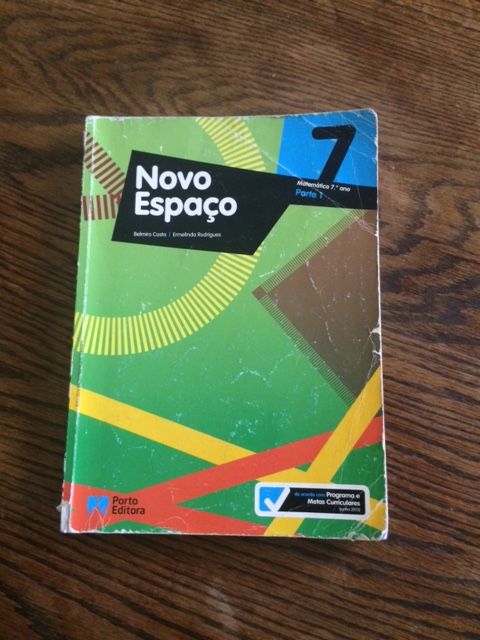 7
Matemática 7.º ano
Parte 1
Novo
Espaço
Belmiro Costa | Ermelinda Rodrigues
Porto
Editora
de acordo com Programa e
Metas Curriculares